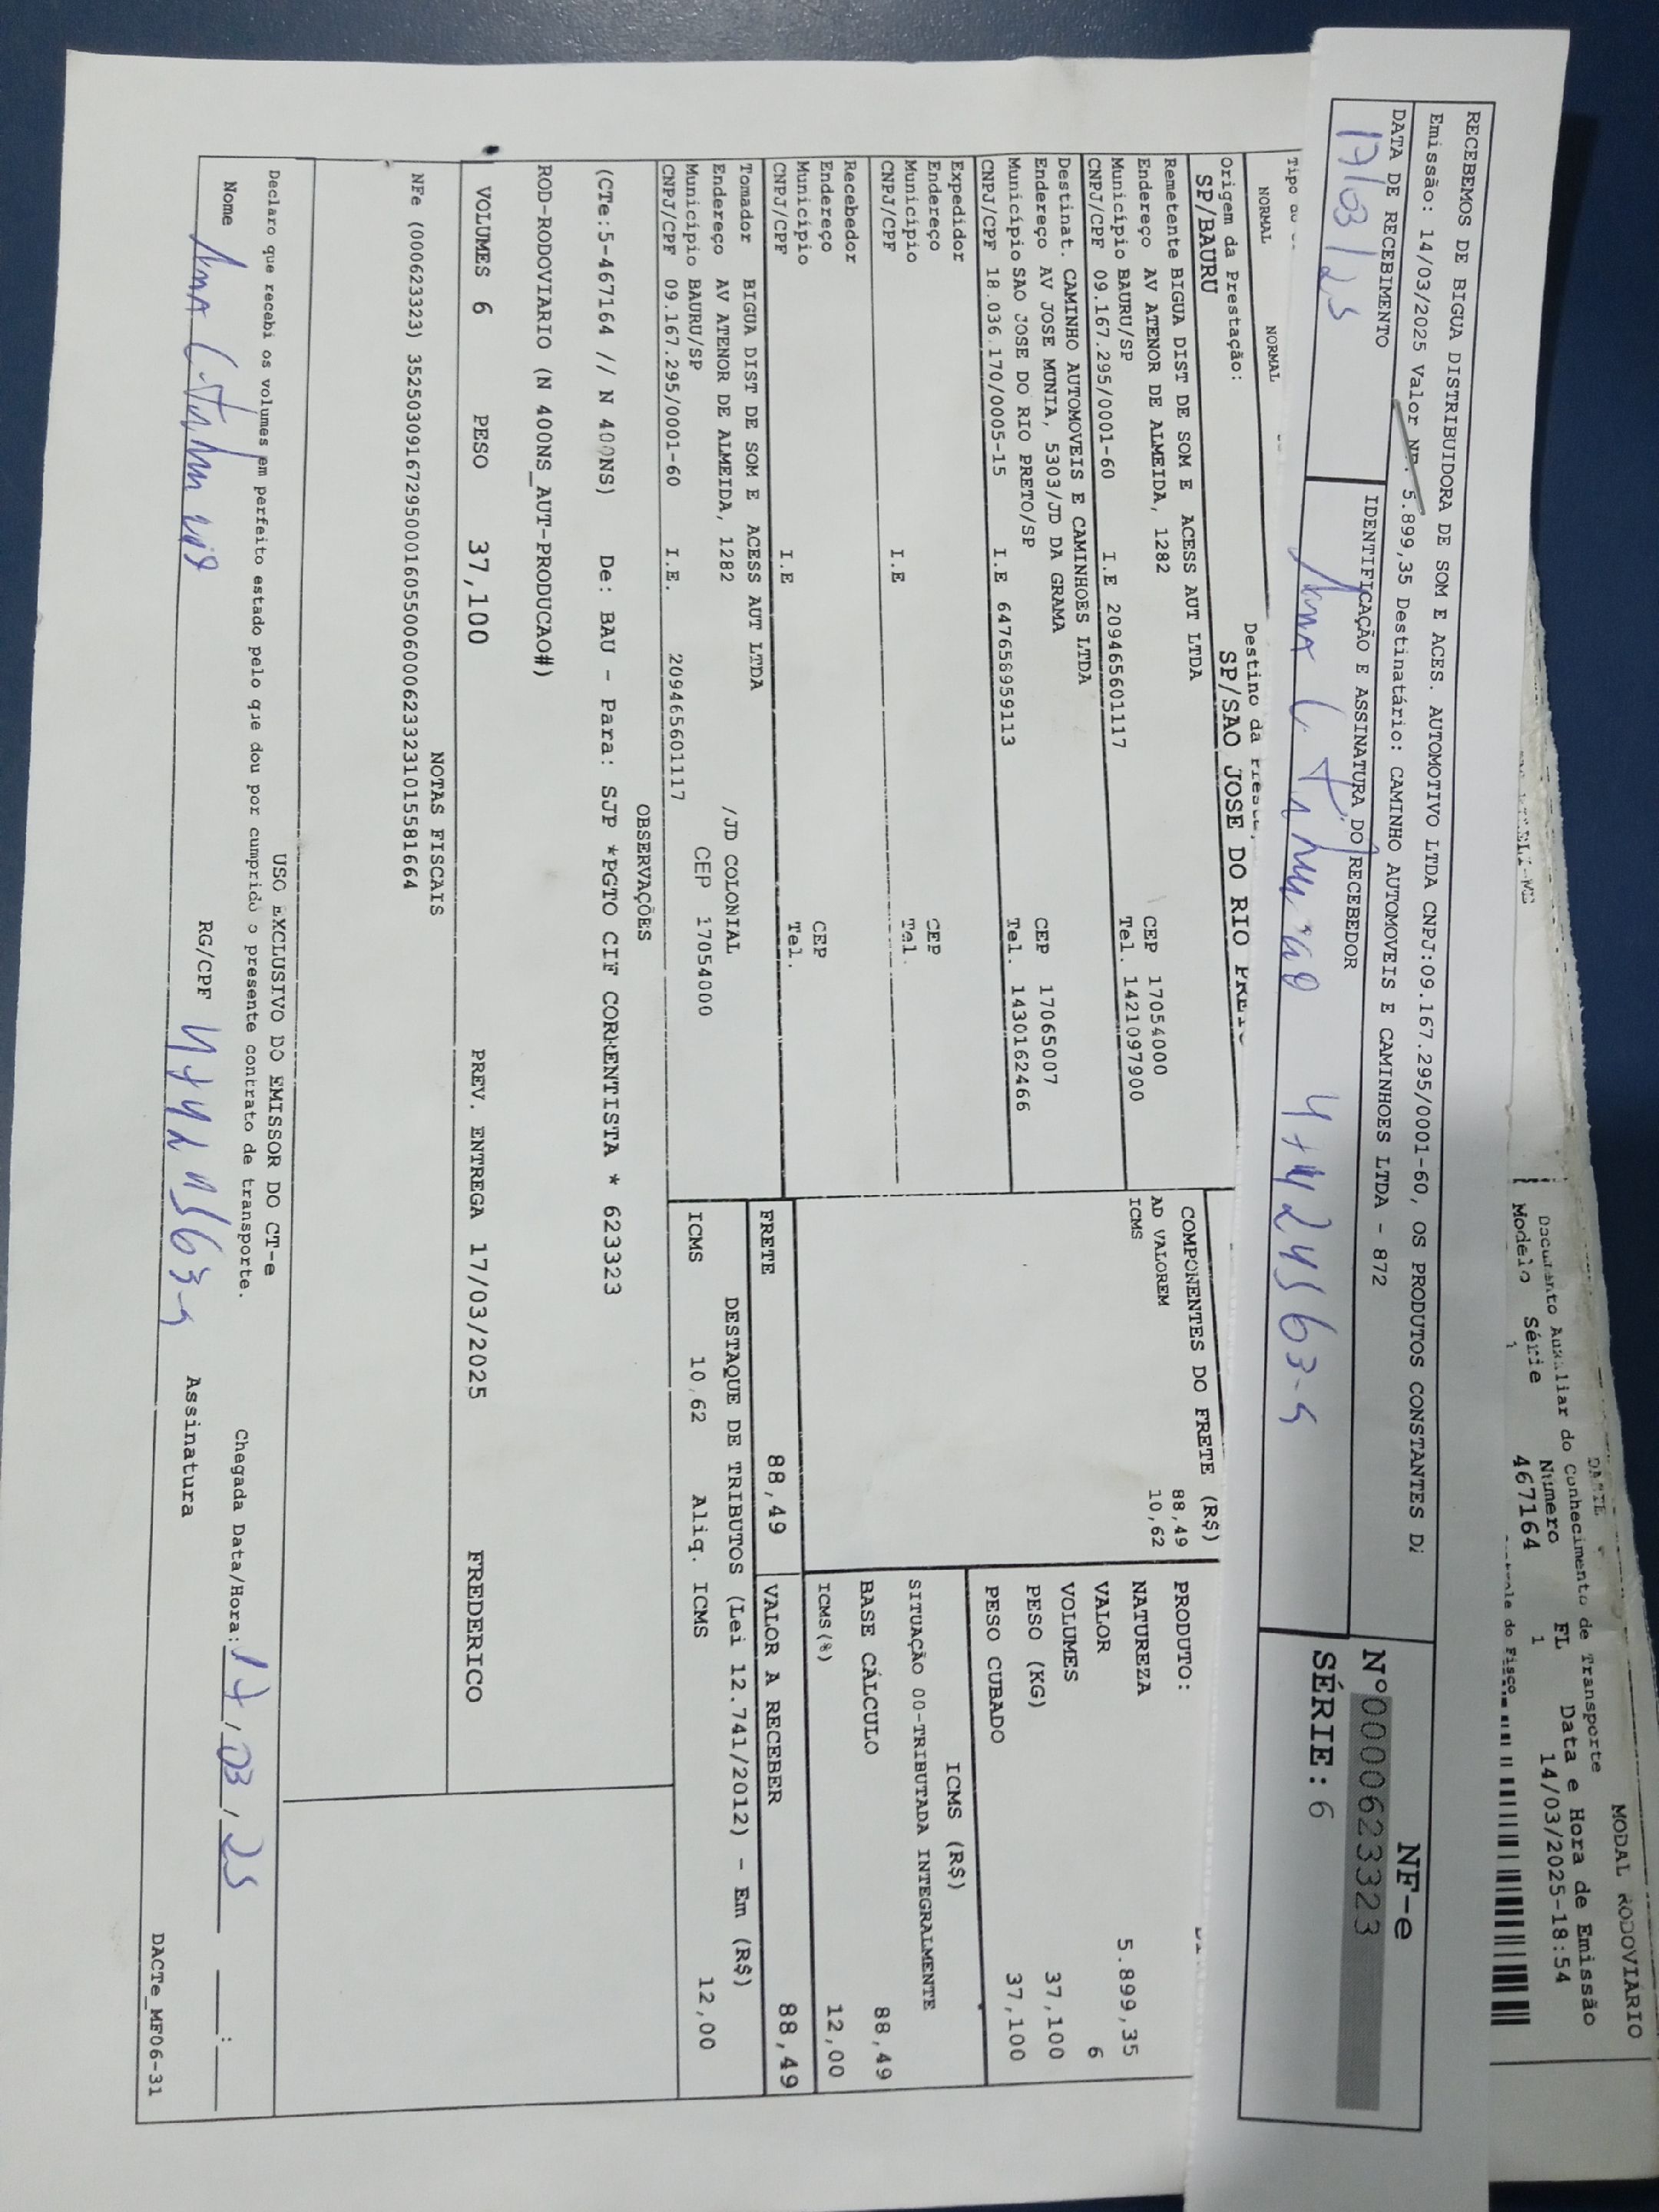 RECEBEMOS DE BIGUA DISTRIBUIDORA DE SOM E ACES. AUTOMOTIVO LTDA CNPJ:09.167.295/0001-60, OS PRODUTOS CONSTANTES
Emissão: 14/03/2025 Valor NF: 5.899,35 Destinatário: CAMINHO AUTOMOVEIS E CAMINHOES LTDA - 872
DATA DE RECEBIMENTO
IDENTIFICAÇÃO E ASSINATURA DO RECEBEDOR
17/03/25
NF-e
Nº000623323
SÉRIE: 6
MODAL RODOVIÁRIO
DACTE
Documento Auxiliar do Conhecimento de Transporte
Modelo Série Número FL Data e Hora de Emissão
1 467164 1 14/03/2025-18:54
NORMAL NORMAL
Origem da Prestação:
SP/BAURU
Destino da
SP/SAO JOSE DO RIO PRETO
Remetente BIGUA DIST DE SOM E ACESS AUT LTDA
Endereço AV ATENOR DE ALMEIDA, 1282 CEP 17054000
Município BAURU/SP Tel. 1421097900
CNPJ/CPF 09.167.295/0001-60 I.E 209465601117
Destinat. CAMINHO AUTOMOVEIS E CAMINHOES LTDA
Endereço AV JOSE MUNIA, 5303/JD DA GRAMA CEP 17065007
Município SAO JOSE DO RIO PRETO/SP Tel. 1430162466
CNPJ/CPF 18.036.170/0005-15 I.E 647658959113
Expedidor
Endereço CEP
Município Tel.
CNPJ/CPF I.E
Recebedor
Endereço CEP
Município Tel.
CNPJ/CPF I.E
Tomador BIGUA DIST DE SOM E ACESS AUT LTDA
Endereço AV ATENOR DE ALMEIDA, 1282 /JD COLONIAL
Município BAURU/SP CEP 17054000
CNPJ/CPF 09.167.295/0001-60 I.E. 209465601117
COMPONENTES DO FRETE (R$)
AD VALOREM 88,49
ICMS 10,62
PRODUTO:
NATUREZA
VALOR 5.899,35
VOLUMES 6
PESO (KG) 37,100
PESO CUBADO 37,100
ICMS (R$)
SITUAÇÃO 00-TRIBUTADA INTEGRALMENTE
BASE CÁLCULO 88,49
ICMS(%) 12,00
FRETE 88,49 VALOR A RECEBER 88,49
DESTAQUE DE TRIBUTOS (Lei 12.741/2012) - Em (R$)
ICMS 10,62 Aliq. ICMS 12,00
OBSERVAÇÕES
(CTe:5-467164 // N 400NS) De: BAU - Para: SJP *PGTO CIF CORRENTISTA * 623323
ROD-RODOVIARIO (N 400NS_AUT-PRODUCAO#)
VOLUMES 6 PESO 37,100 PREV. ENTREGA 17/03/2025 FREDERICO
NOTAS FISCAIS
NFe (000623323) 35250309167295000160550060006233231015581664
USO EXCLUSIVO DO EMISSOR DO CT-e
Declaro que recebi os volumes em perfeito estado pelo que dou por cumprido o presente contrato de transporte.
Chegada Data/Hora: 17/03/25 :
Nome RG/CPF Assinatura
DACTe_MF06-31